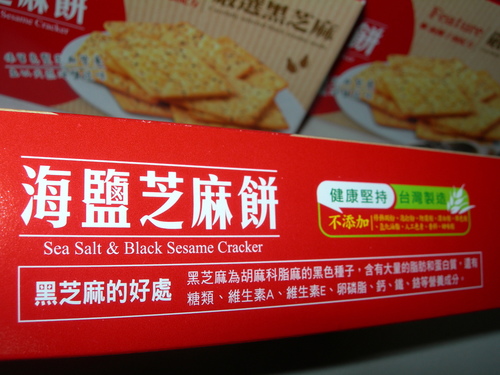 嚴選黑芝麻
芝麻餅
Sesame Cracker
Feature
麻餅
海鹽芝麻餅
Sea Salt & Black Sesame Cracker
健康堅持 台灣製造
不添加
黑芝麻的好處
黑芝麻為胡麻科脂麻的黑色種子，含有大量的脂肪和蛋白質，還有
糖類、維生素A、維生素E、卵磷脂、鈣、鐵、鉻等營養成分。